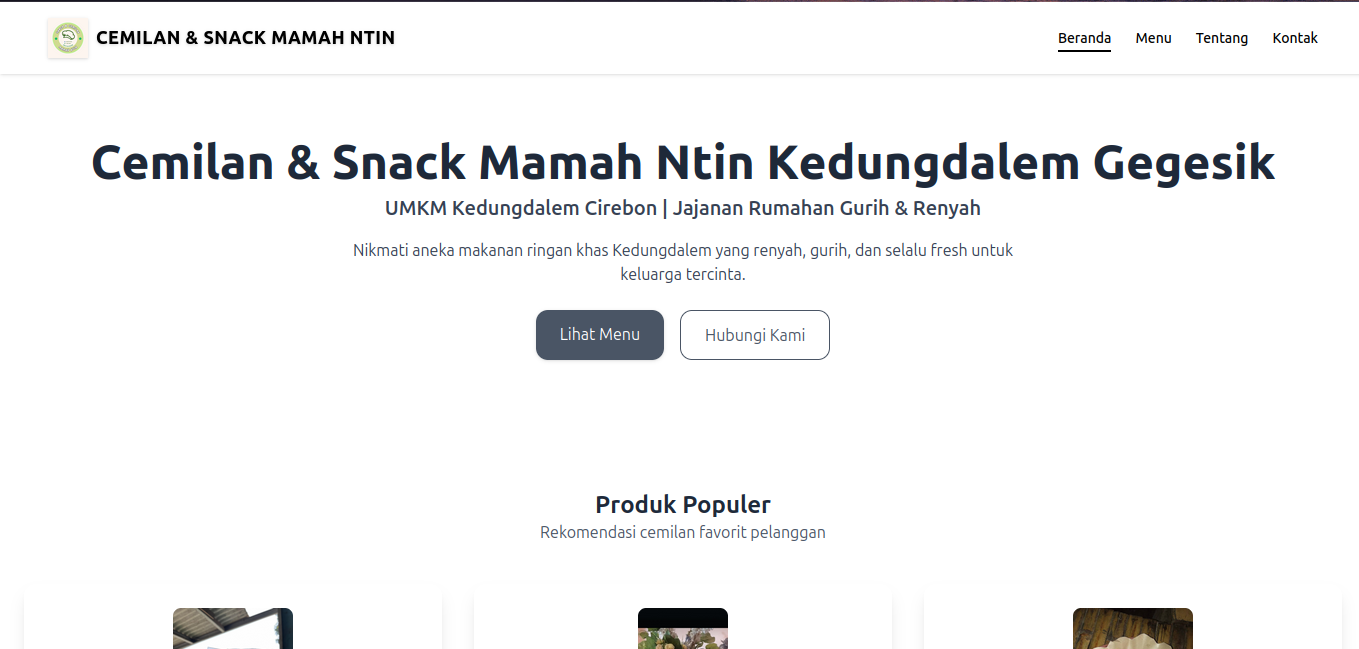 CEMILAN & SNACK MAMAH NTIN
Beranda
Menu
Tentang
Kontak
Cemilan & Snack Mamah Ntin Kedungdalem Gegesik
UMKM Kedungdalem Cirebon | Jajanan Rumahan Gurih & Renyah
Nikmati aneka makanan ringan khas Kedungdalem yang renyah, gurih, dan selalu fresh untuk
keluarga tercinta.
Lihat Menu
Hubungi Kami
Produk Populer
Rekomendasi cemilan favorit pelanggan